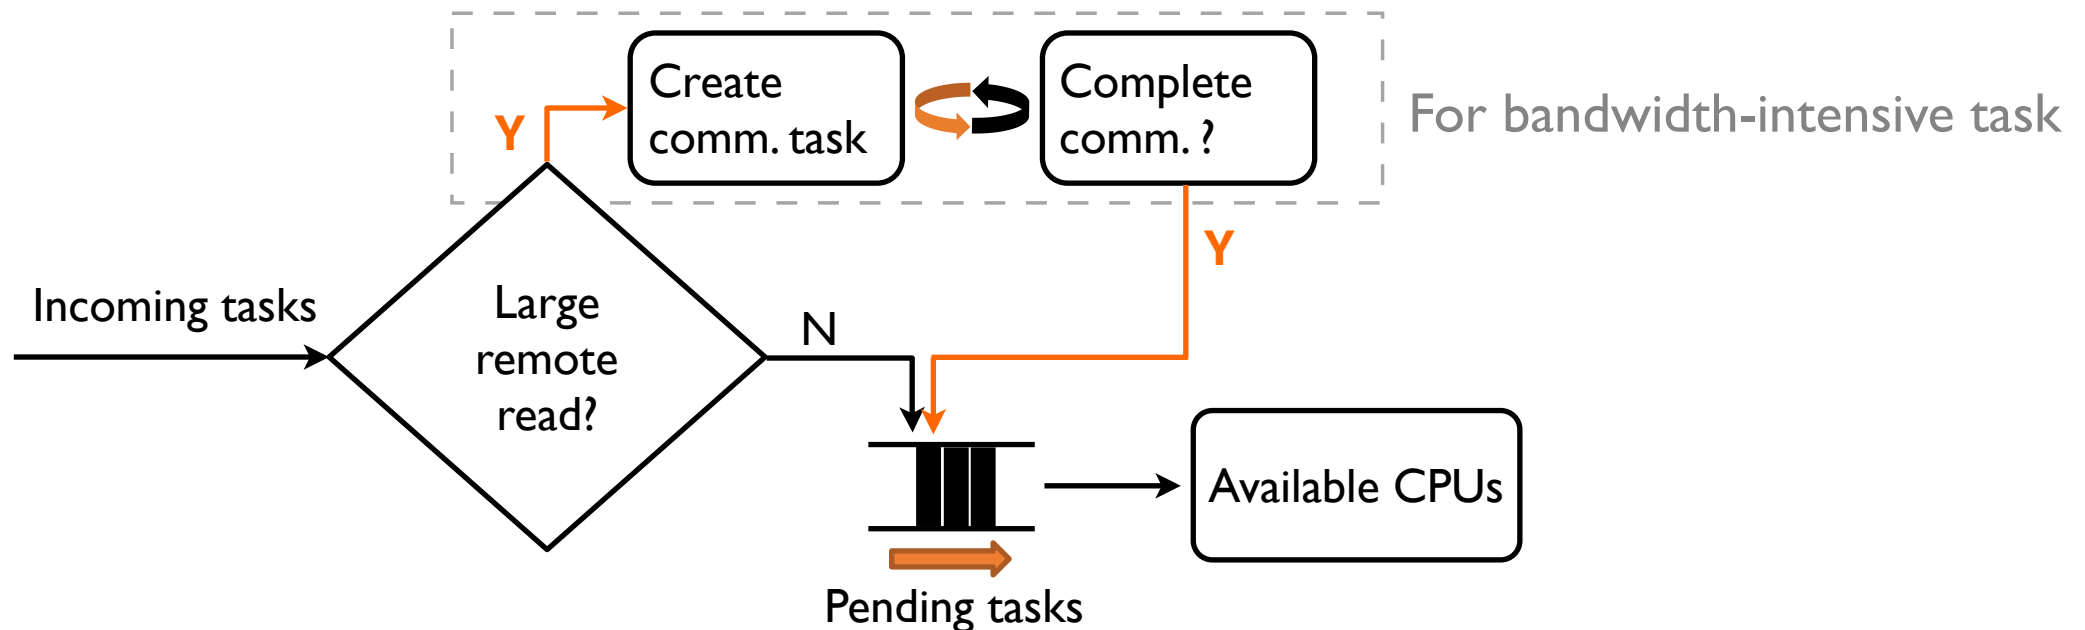 Create
comm. task
Complete
comm. ?
For bandwidth-intensive task
Y
Y
Incoming tasks
Large
remote
read?
N
Available CPUs
Pending tasks